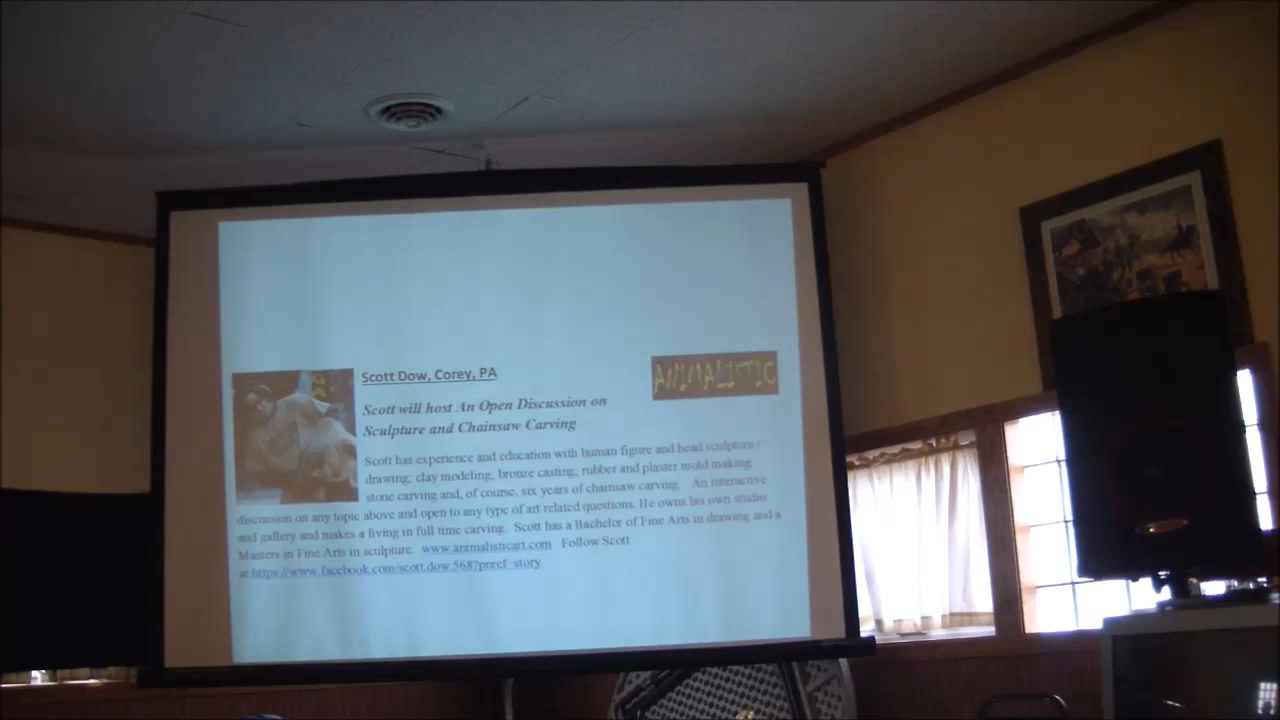 Scott Dow, Corey, PA
ANIMALISTIC
Scott will host An Open Discussion on
Sculpture and Chainsaw Carving
Scott has experience and education with human figure and head sculpture /
drawing; clay modeling; bronze casting; rubber and plaster mold making;
stone carving and, of course, six years of chainsaw carving. An interactive
discussion on any topic above and open to any type of art related questions. He owns his own studio
and gallery and makes a living in full time carving. Scott has a Bachelor of Fine Arts in drawing and a
Masters in Fine Arts in sculpture. www.animalisticart.com Follow Scott
at https://www.facebook.com/scott.dow.568?pnref=story